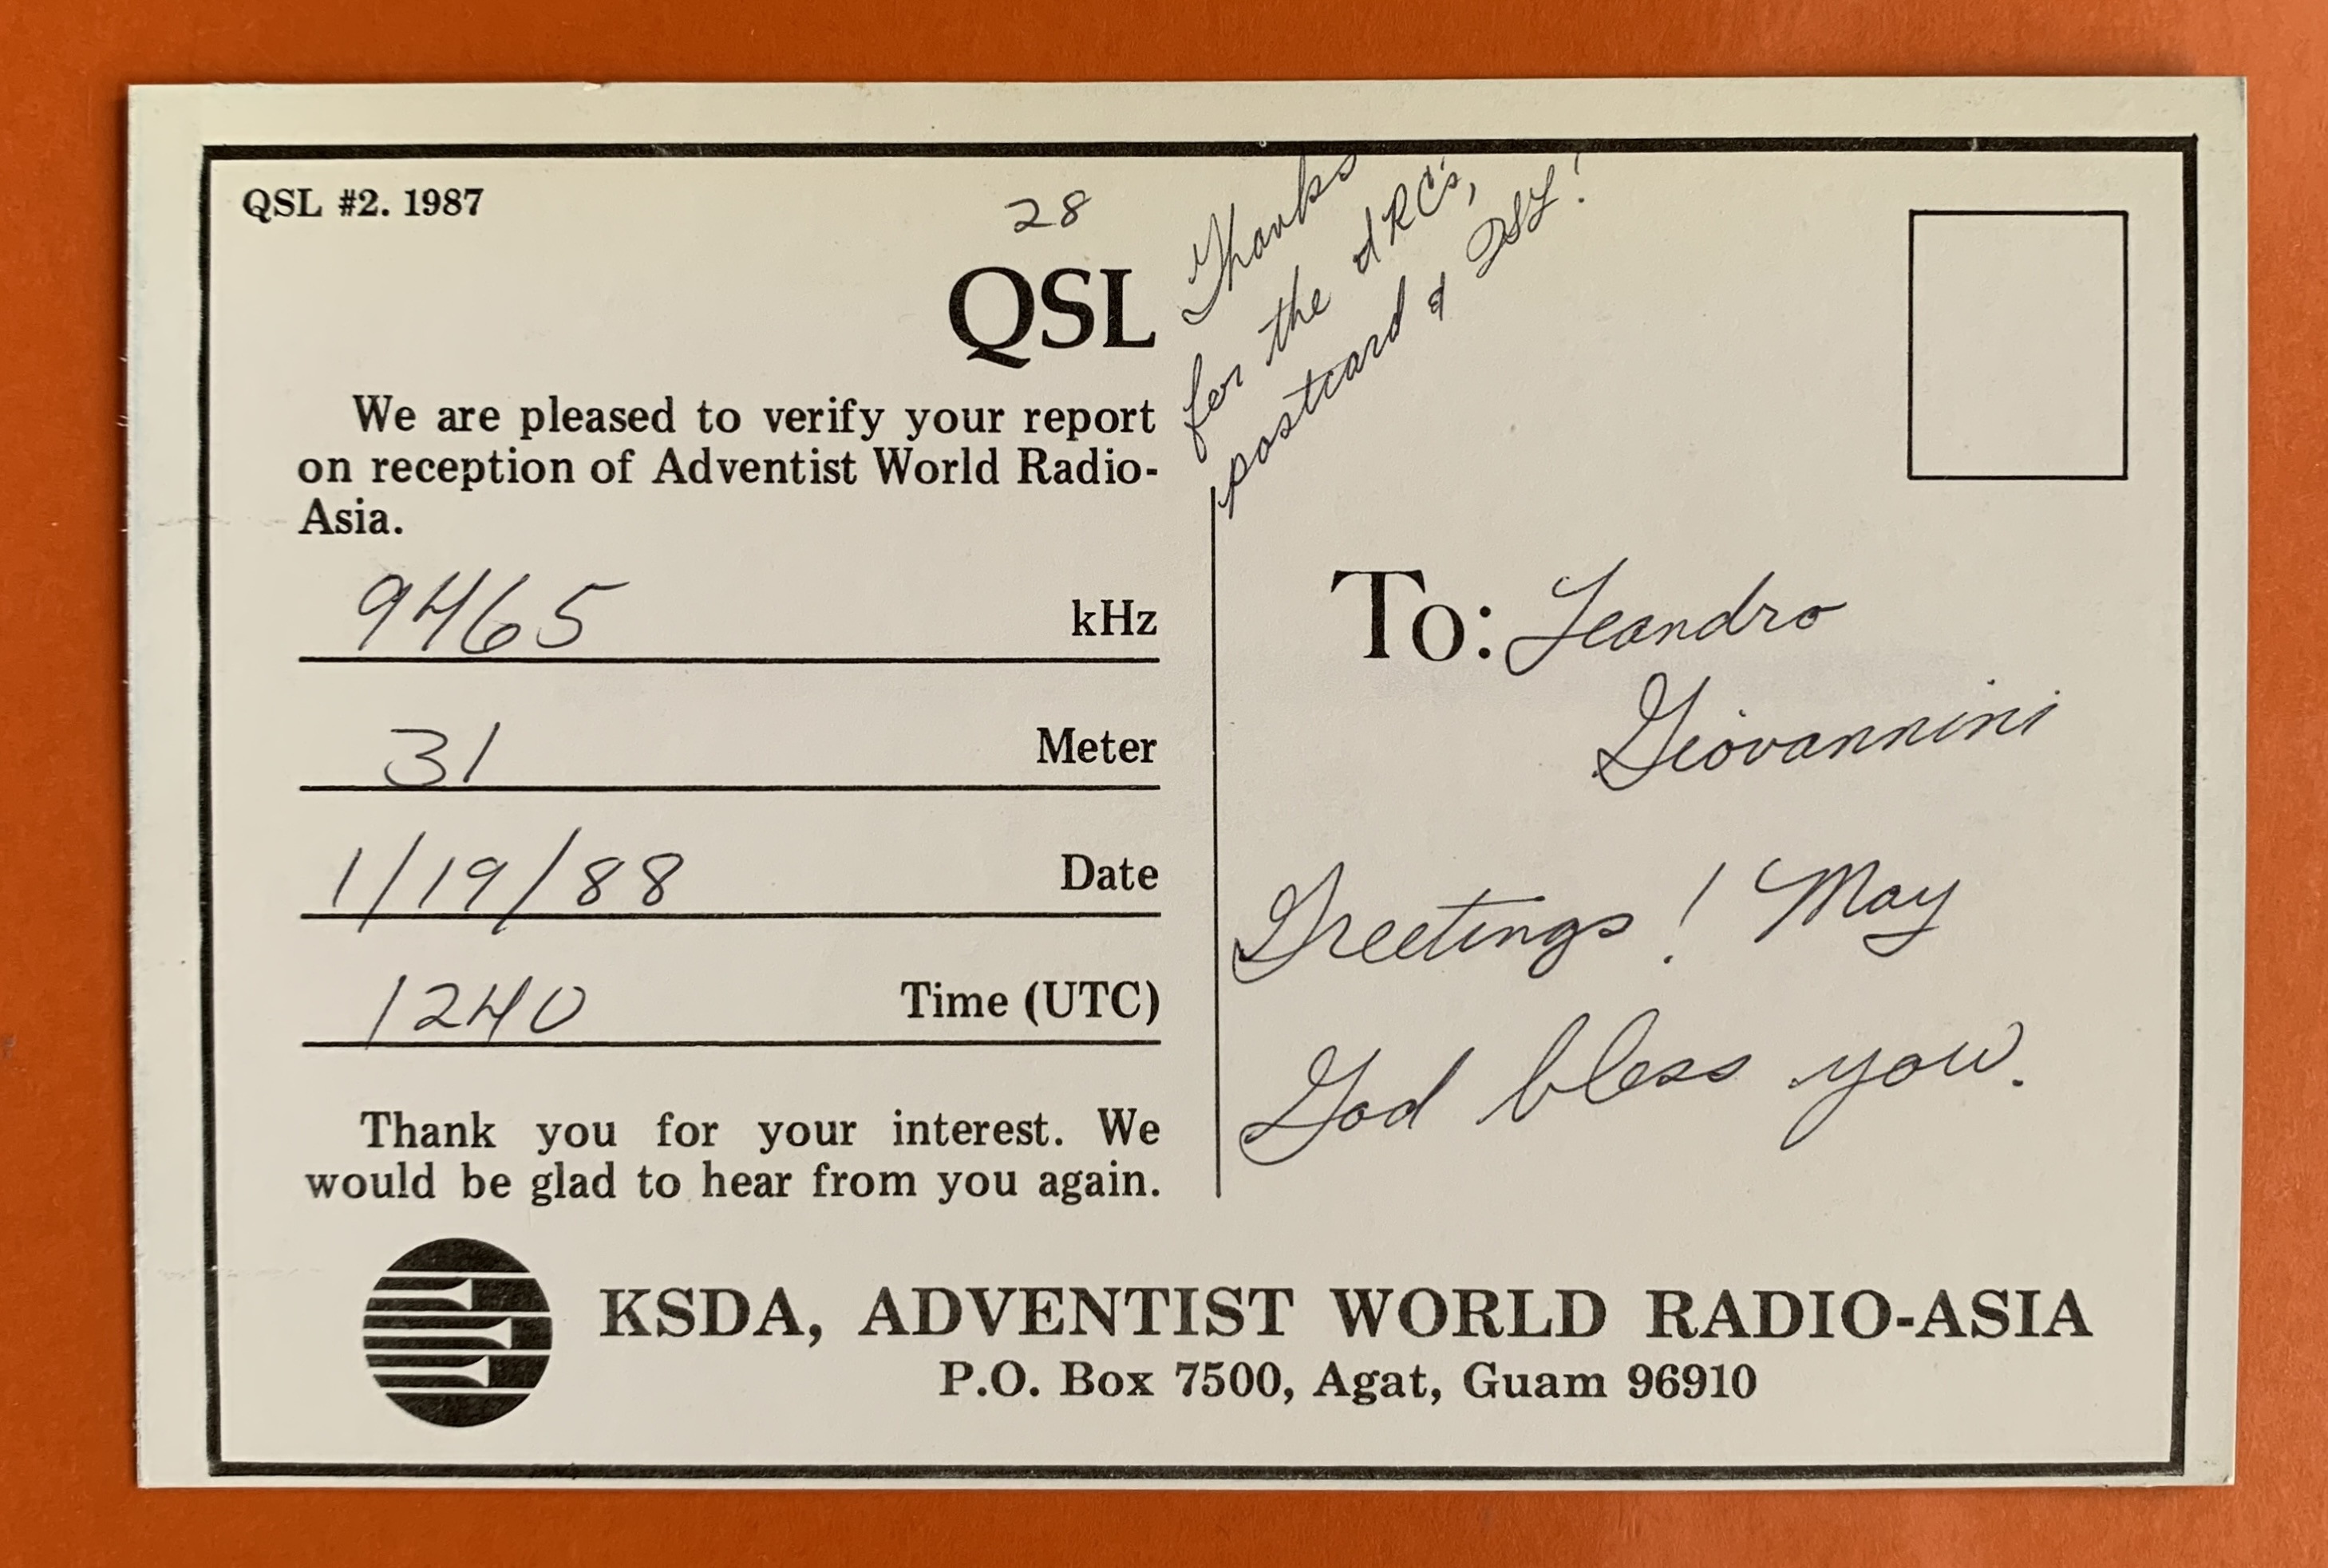 QSL #2. 1987
28
QSL
We are pleased to verify your report
on reception of Adventist World Radio-
Asia.
9465 kHz
31 Meter
1/19/88 Date
1240 Time (UTC)
Thank you for your interest. We
would be glad to hear from you again.
Thanks
for the IRC's,
postcard & QSL!
To: Leandro
Giovannini
Greetings! May
God bless you.
KSDA, ADVENTIST WORLD RADIO-ASIA
P.O. Box 7500, Agat, Guam 96910